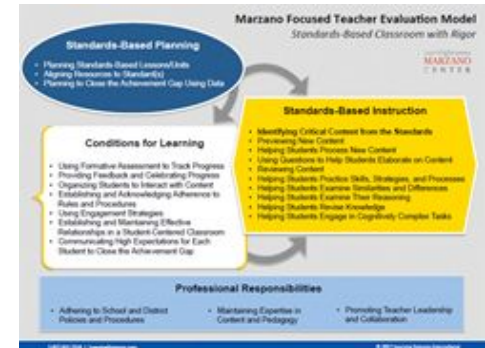 Marzano Focused Teacher Evaluation Model
Standards-Based Classroom with Rigor
MARZANO
CENTER
Standards-Based Planning
• Planning Standards-Based Lessons/Units
• Aligning Resources to Standard(s)
• Planning to Close the Achievement Gap Using Data
Standards-Based Instruction
• Identifying Critical Content from the Standards
• Previewing New Content
• Helping Students Process New Content
• Using Questions to Help Students Elaborate on Content
• Reviewing Content
• Helping Students Practice Skills, Strategies, and Processes
• Helping Students Examine Similarities and Differences
• Helping Students Examine Their Reasoning
• Helping Students Revise Knowledge
• Helping Students Engage in Cognitively Complex Tasks
Conditions for Learning
• Using Formative Assessment to Track Progress
• Providing Feedback and Celebrating Progress
• Organizing Students to Interact with Content
• Establishing and Acknowledging Adherence to
Rules and Procedures
• Using Engagement Strategies
• Establishing and Maintaining Effective
Relationships in a Student-Centered Classroom
• Communicating High Expectations for Each
Student to Close the Achievement Gap
Professional Responsibilities
• Adhering to School and District
Policies and Procedures
• Maintaining Expertise in
Content and Pedagogy
• Promoting Teacher Leadership
and Collaboration